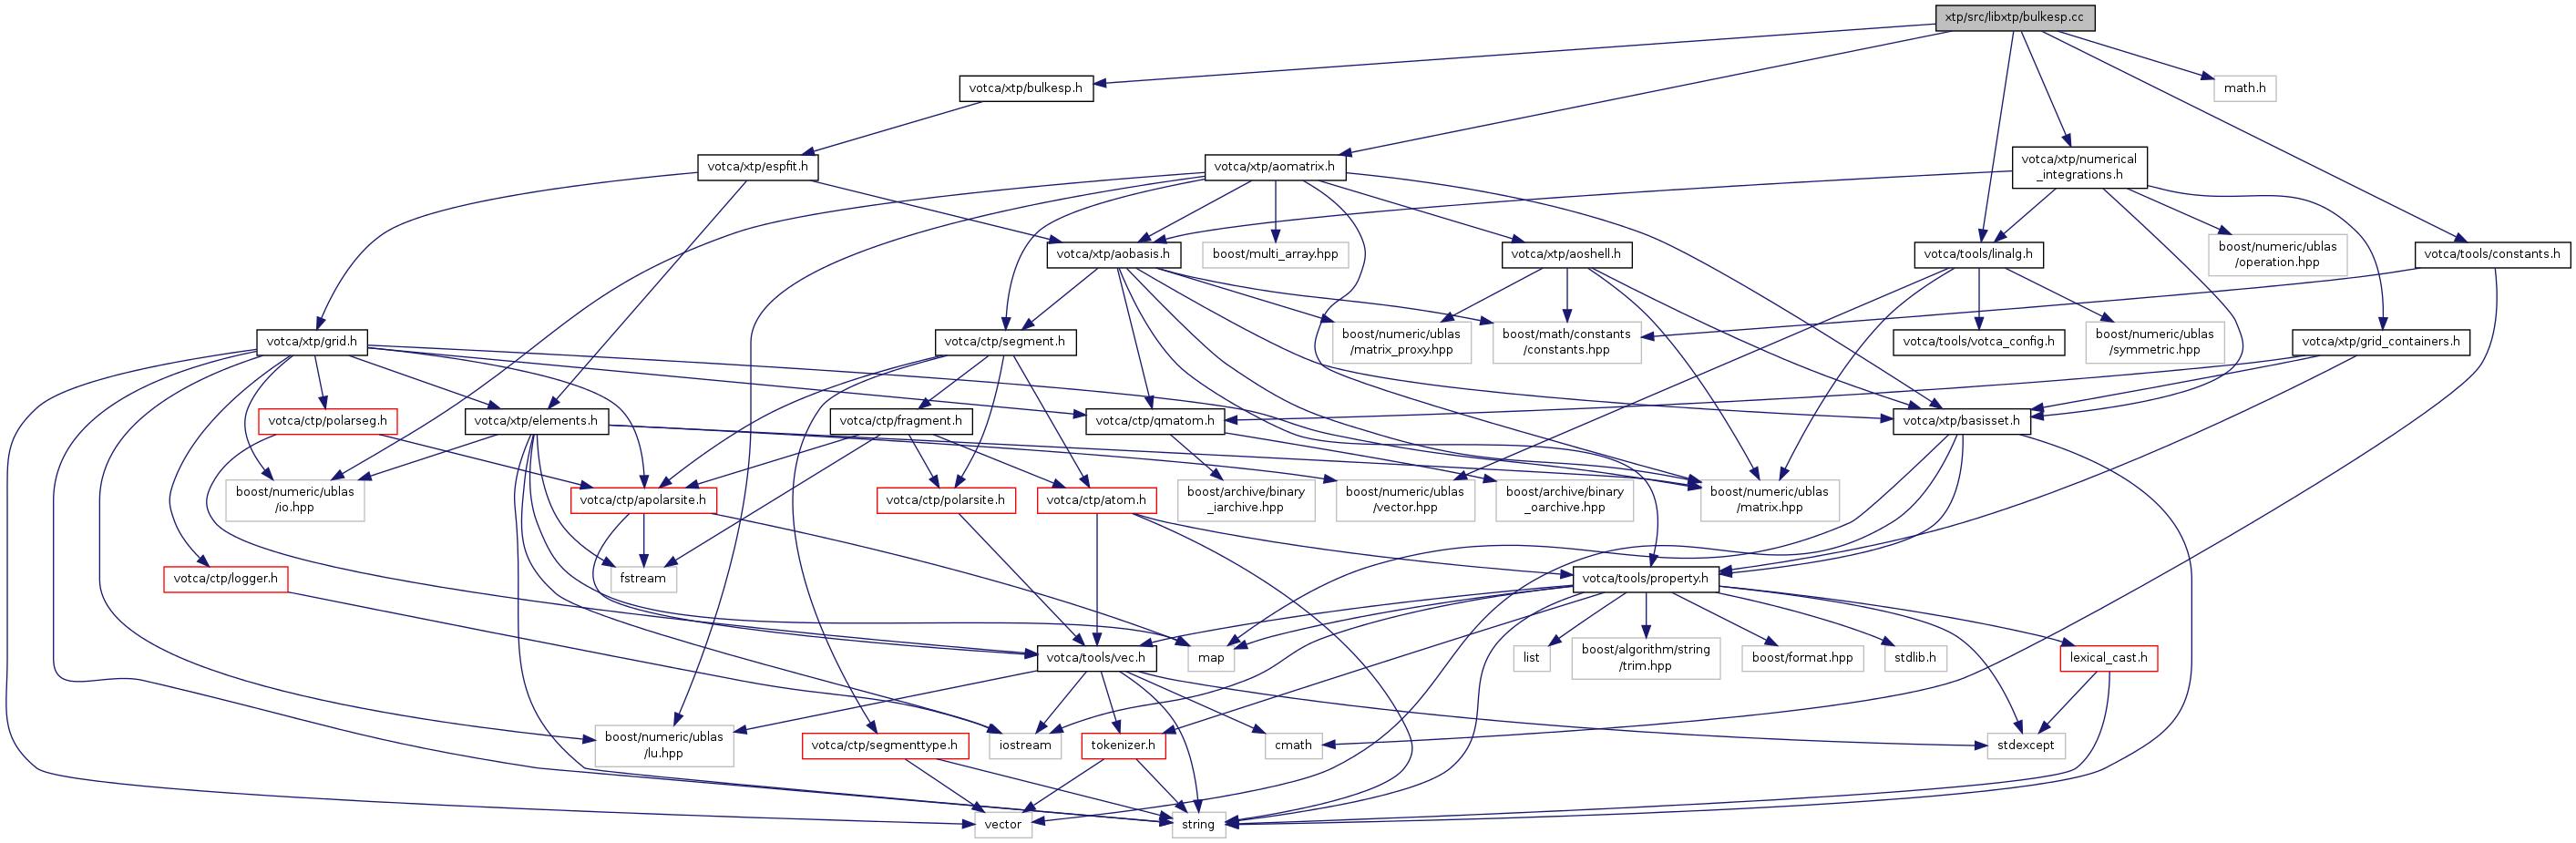 xtp/src/libxtp/bulkesp.cc
votca/xtp/bulkesp.h
math.h
votca/xtp/espfit.h
votca/xtp/aomatrix.h
votca/xtp/numerical
_integrations.h
votca/xtp/aobasis.h
boost/multi_array.hpp
votca/xtp/aoshell.h
votca/tools/linalg.h
boost/numeric/ublas
/operation.hpp
votca/tools/constants.h
votca/xtp/grid.h
votca/ctp/segment.h
boost/numeric/ublas
/matrix_proxy.hpp
boost/math/constants
/constants.hpp
votca/tools/votca_config.h
boost/numeric/ublas
/symmetric.hpp
votca/xtp/grid_containers.h
votca/ctp/polarseg.h
votca/xtp/elements.h
votca/ctp/fragment.h
votca/ctp/qmatom.h
votca/xtp/basisset.h
boost/numeric/ublas
/io.hpp
votca/ctp/apolarsite.h
votca/ctp/polarsite.h
votca/ctp/atom.h
boost/archive/binary
_iarchive.hpp
boost/numeric/ublas
/vector.hpp
boost/archive/binary
_oarchive.hpp
boost/numeric/ublas
/matrix.hpp
votca/ctp/logger.h
fstream
votca/tools/property.h
votca/tools/vec.h
map
list
boost/algorithm/string
/trim.hpp
boost/format.hpp
stdlib.h
lexical_cast.h
boost/numeric/ublas
/lu.hpp
votca/ctp/segmenttype.h
iostream
tokenizer.h
cmath
stdexcept
vector
string